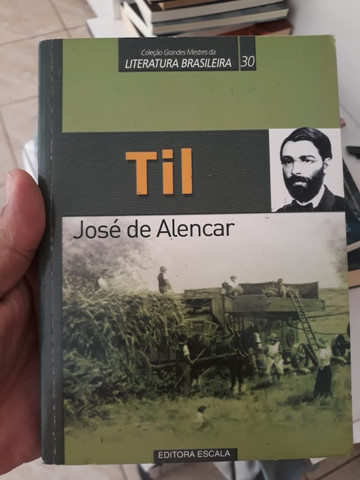 Coleção Grandes Mestres da
LITERATURA BRASILEIRA 30
Til
José de Alencar
EDITORA ESCALA